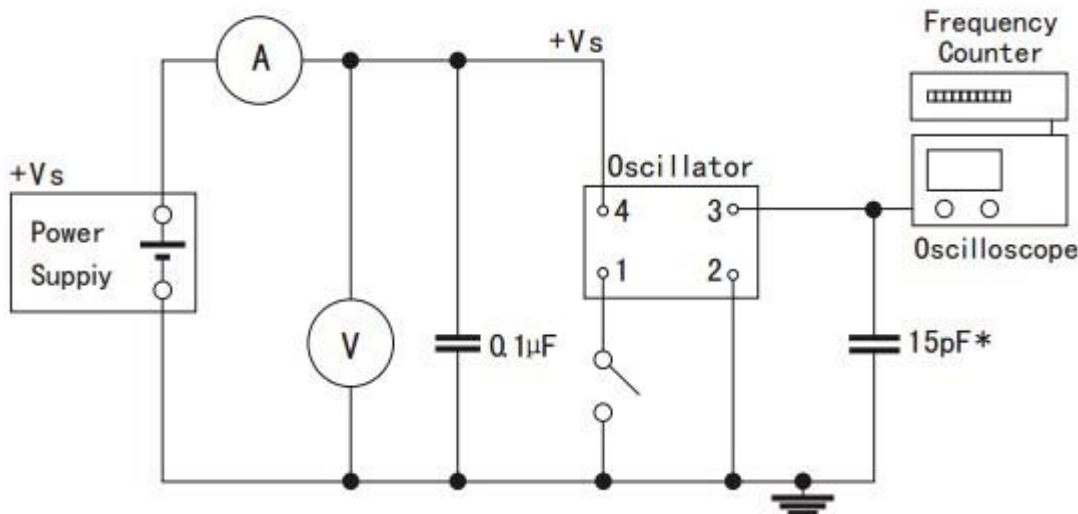 Frequency
Counter
A
+Vs
+Vs
Oscillator
Power
Suppiy
4
3
Oscilloscope
1
2
V
0.1μF
15pF*